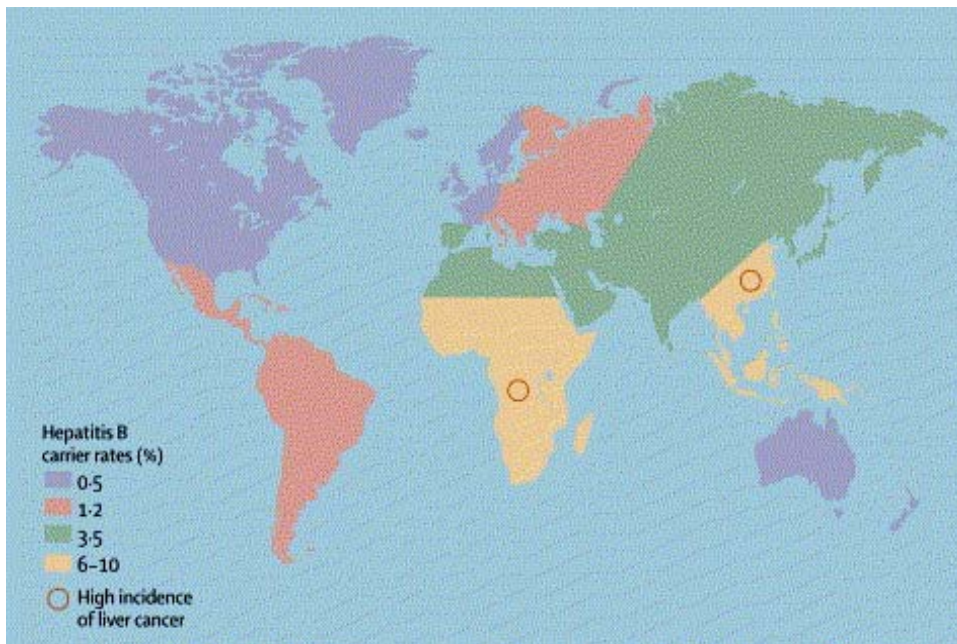 Hepatitis B
carrier rates (%)
0·5
1·2
3·5
6–10
High incidence
of liver cancer